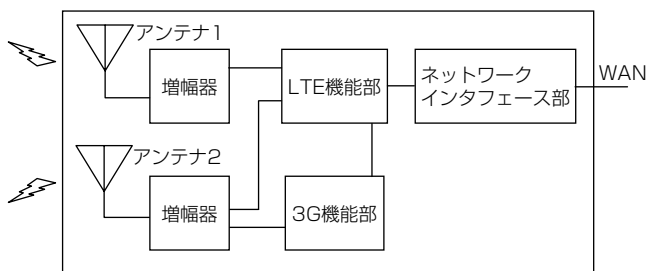 アンテナ1
増幅器
LTE機能部
ネットワーク
インタフェース部
WAN
アンテナ2
増幅器
3G機能部